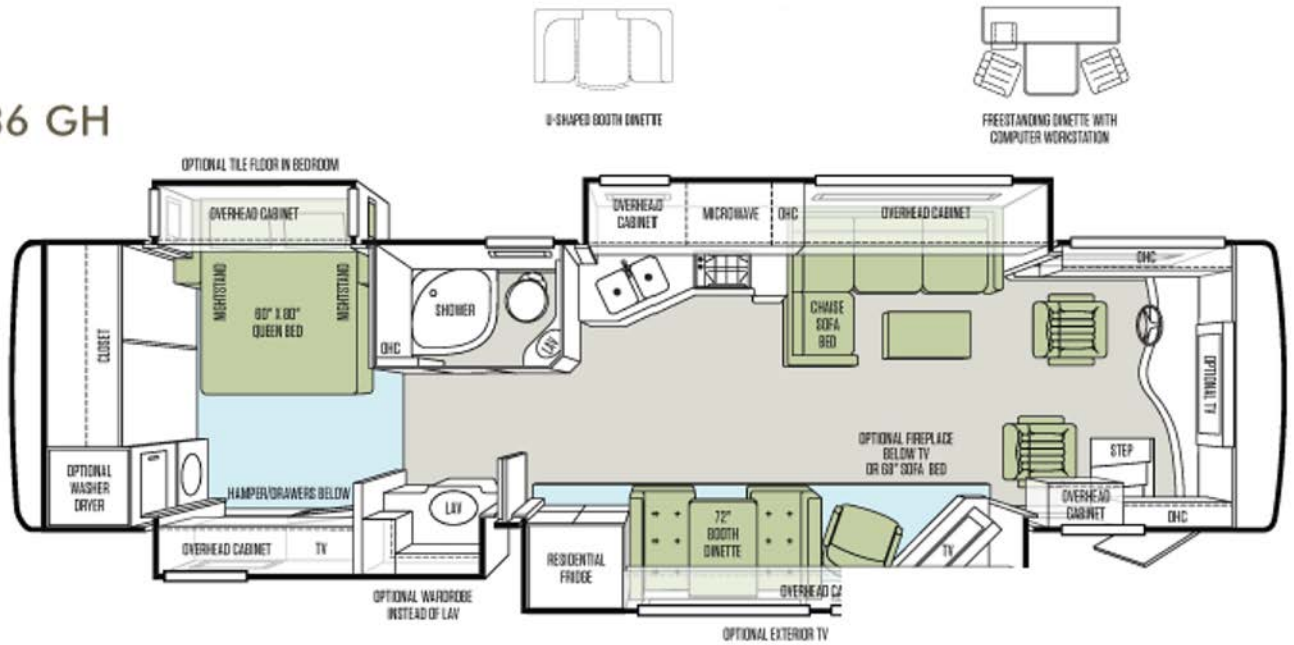 U-SHAPED BOOTH DINETTE
FREESTANDING DINETTE WITH
COMPUTER WORKSTATION
36 GH
OPTIONAL TILE FLOOR IN BEDROOM
OVERHEAD CABINET
OVERHEAD
CABINET
MICROWAVE
OHC
OVERHEAD CABINET
OHC
CLOSET
NIGHTSTAND
60" X 80"
QUEEN BED
NIGHTSTAND
OHC
SHOWER
LAV
CHAISE
SOFA
BED
OPTIONAL TV
OPTIONAL
WASHER
DRYER
HAMPER/DRAWERS BELOW
LAV
OPTIONAL FIREPLACE
BELOW TV
OR 68" SOFA BED
STEP
OVERHEAD
CABINET
OHC
OVERHEAD CABINET
TV
RESIDENTIAL
FRIDGE
72"
BOOTH
DINETTE
TV
OVERHEAD CA
OPTIONAL WARDROBE
INSTEAD OF LAV
OPTIONAL EXTERIOR TV